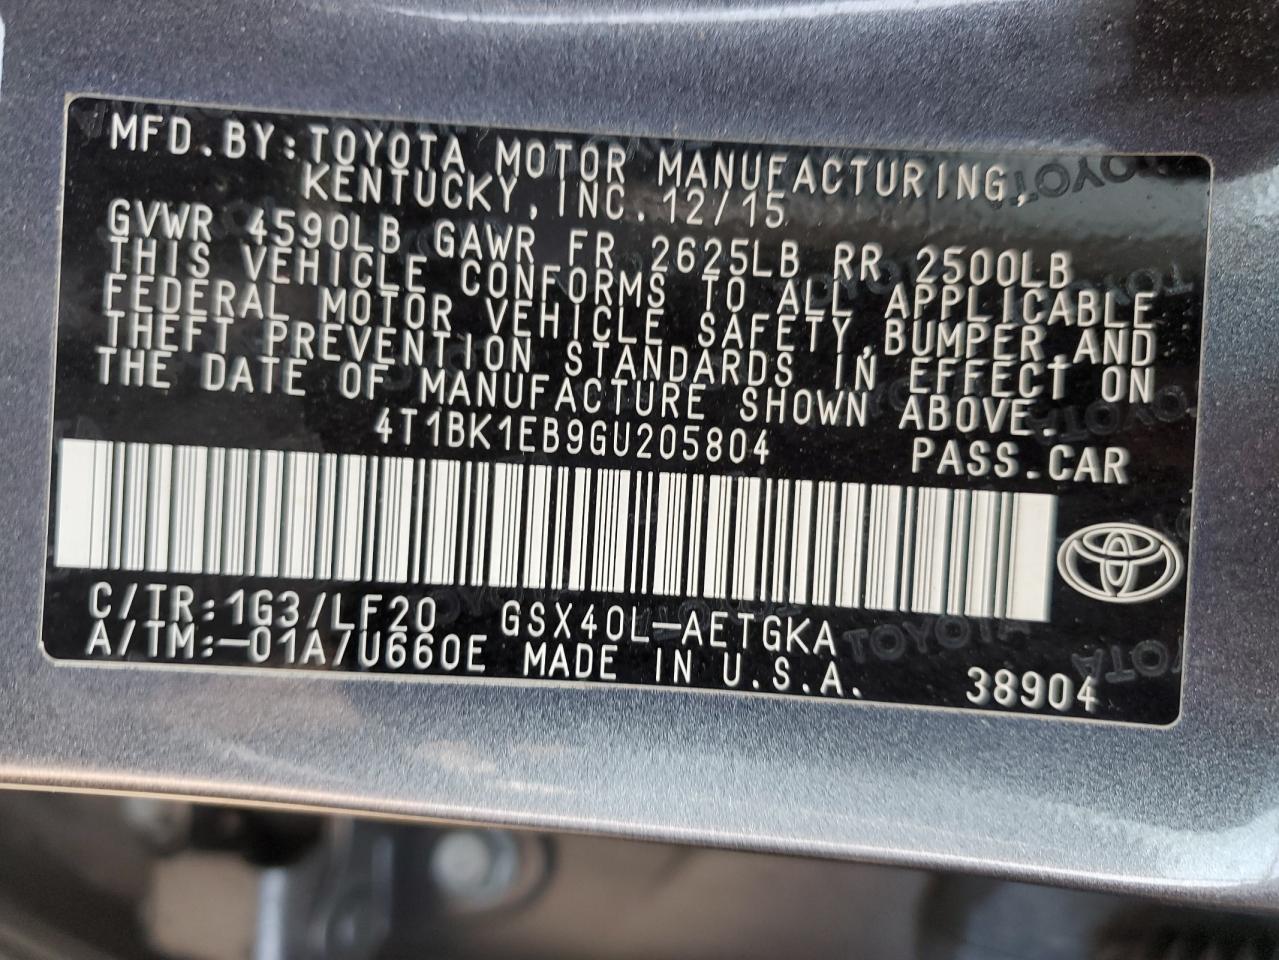 MFD.BY:TOYOTA MOTOR MANUFACTURING,
KENTUCKY,INC.12/15
GVWR 4590LB GAWR FR 2625LB RR 2500LB
THIS VEHICLE CONFORMS TO ALL APPLICABLE
FEDERAL MOTOR VEHICLE SAFETY,BUMPER,AND
THEFT PREVENTION STANDARDS IN EFFECT ON
THE DATE OF MANUFACTURE SHOWN ABOVE.
4T1BK1EB9GU205804 PASS.CAR
C/TR:1G3/LF20 GSX40L-AETGKA
A/TM:-01A/U660E MADE IN U.S.A.
38904